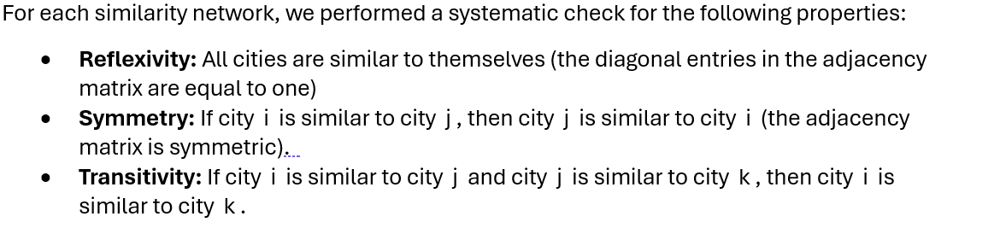 For each similarity network, we performed a systematic check for the following properties:
• Reflexivity: All cities are similar to themselves (the diagonal entries in the adjacency
matrix are equal to one)
• Symmetry: If city i is similar to city j , then city j is similar to city i (the adjacency
matrix is symmetric).
• Transitivity: If city i is similar to city j and city j is similar to city k , then city i is
similar to city k .